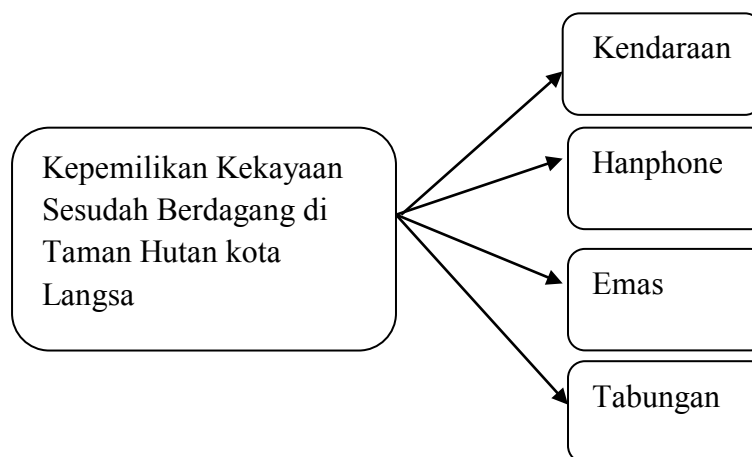 Kepemilikan Kekayaan
Sesudah Berdagang di
Taman Hutan kota
Langsa
Kendaraan
Hanphone
Emas
Tabungan